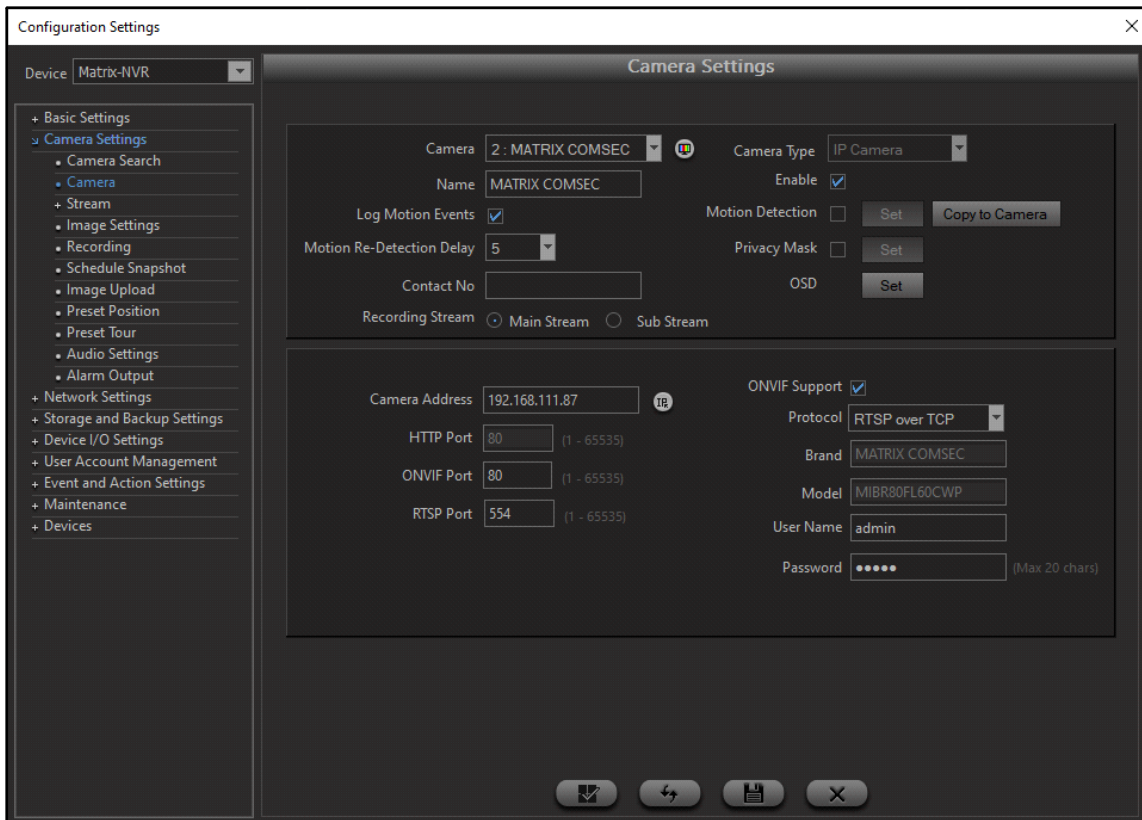 Configuration Settings
Device Matrix-NVR
Camera Settings
+ Basic Settings
Camera Settings
Camera Search
Camera
+ Stream
Image Settings
Recording
Schedule Snapshot
Image Upload
Preset Position
Preset Tour
Audio Settings
Alarm Output
+ Network Settings
+ Storage and Backup Settings
+ Device I/O Settings
+ User Account Management
+ Event and Action Settings
+ Maintenance
+ Devices
Camera 2 : MATRIX COMSEC
Camera Type IP Camera
Name MATRIX COMSEC
Enable
Log Motion Events
Motion Detection Set Copy to Camera
Motion Re-Detection Delay 5
Privacy Mask Set
Contact No
OSD Set
Recording Stream Main Stream Sub Stream
Camera Address 192.168.111.87
ONVIF Support
HTTP Port 80 (1 - 65535)
Protocol RTSP over TCP
ONVIF Port 80 (1 - 65535)
Brand MATRIX COMSEC
RTSP Port 554 (1 - 65535)
Model MIBR80FL60CWP
User Name admin
Password ●●●●● (Max 20 chars)